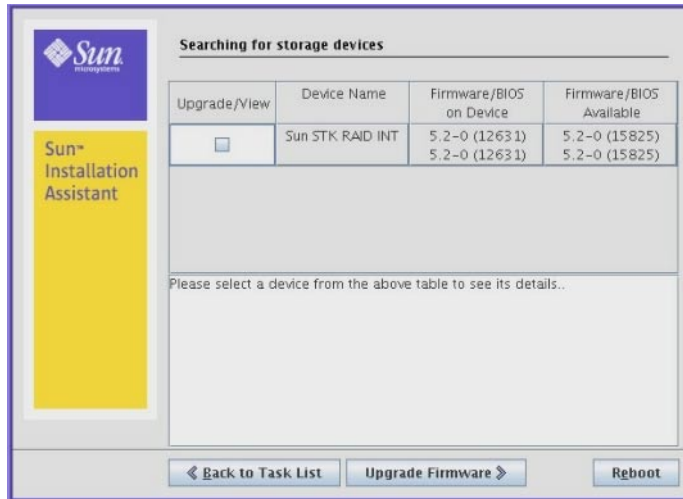 Sun
microsystems
Sun™
Installation
Assistant
Searching for storage devices
Upgrade/View
Device Name
Firmware/BIOS
on Device
Firmware/BIOS
Available
Sun STK RAID INT
5.2-0 (12631)
5.2-0 (12631)
5.2-0 (15825)
5.2-0 (15825)
Please select a device from the above table to see its details..
Back to Task List
Upgrade Firmware
Reboot